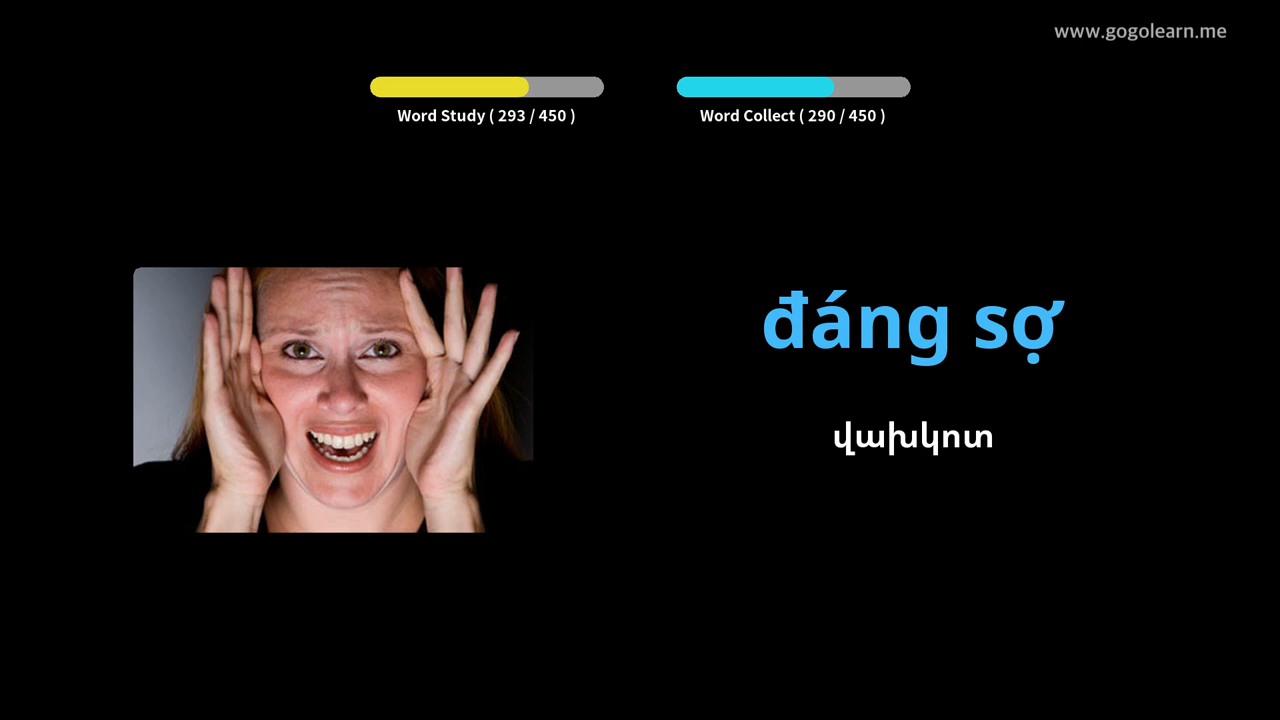 www.gogolearn.me
Word Study ( 293 / 450 )
Word Collect ( 290 / 450 )
đáng sợ
վախկոտ